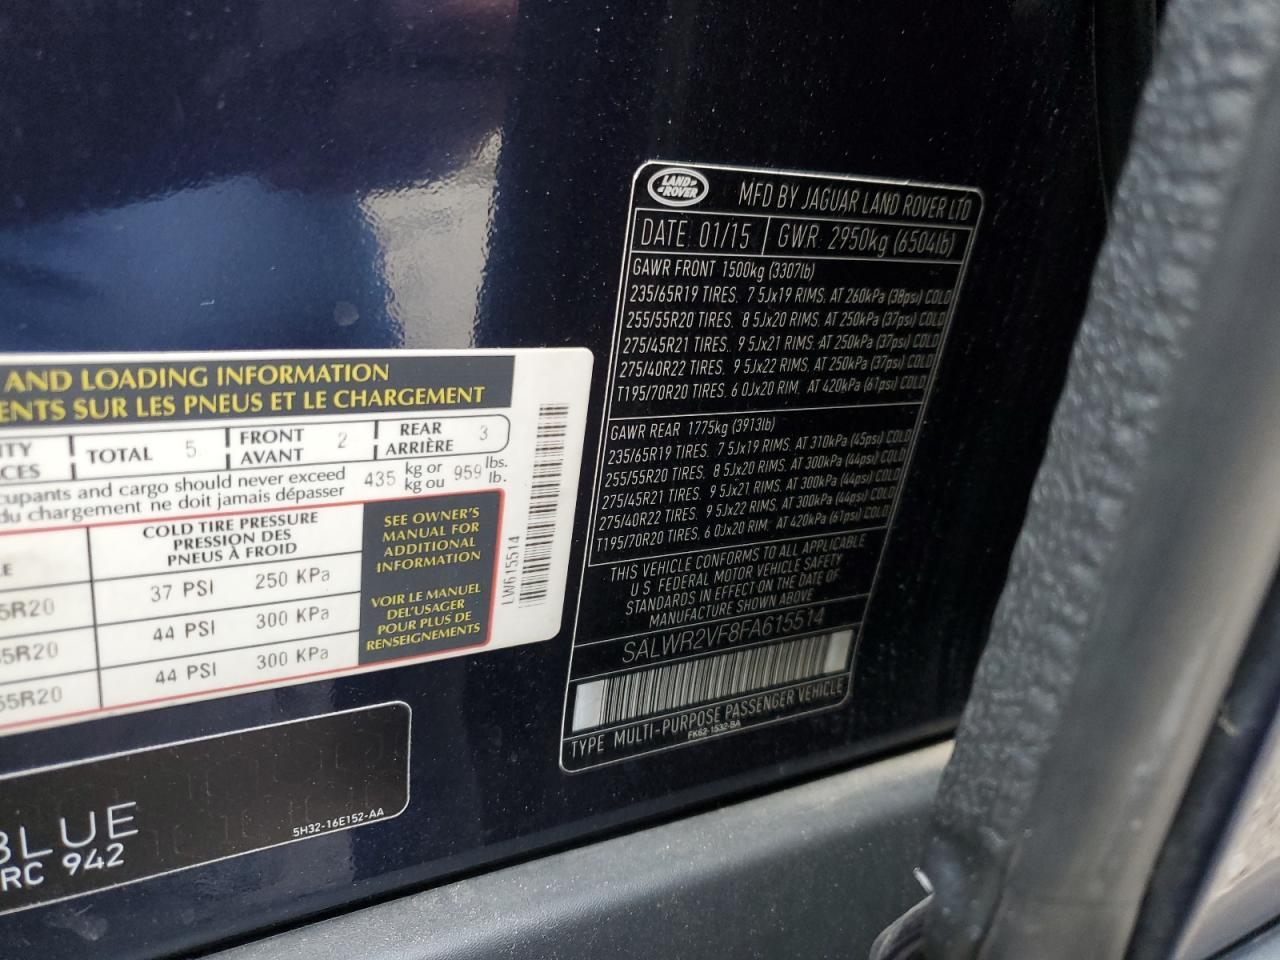 AND LOADING INFORMATION
ENTS SUR LES PNEUS ET LE CHARGEMENT
TOTAL 5
FRONT 2
AVANT
REAR 3
ARRIÈRE
cupants and cargo should never exceed
du chargement ne doit jamais dépasser
435 kg or 959 lbs.
kg ou lb.
COLD TIRE PRESSURE
PRESSION DES
PNEUS À FROID
5R20 37 PSI 250 KPa
5R20 44 PSI 300 KPa
55R20 44 PSI 300 KPa
SEE OWNER'S
MANUAL FOR
ADDITIONAL
INFORMATION
VOIR LE MANUEL
DEL'USAGER
POUR PLUS DE
RENSEIGNEMENTS
LW615514
BLUE
RC 942
5H32-16E152-AA
LAND-
-ROVER
MFD BY JAGUAR LAND ROVER LTD
DATE: 01/15 GWR 2950kg (6504lb)
GAWR FRONT 1500kg (3307lb)
235/65R19 TIRES. 7 5Jx19 RIMS. AT 260kPa (38psi) COLD
255/55R20 TIRES. 8 5Jx20 RIMS. AT 250kPa (37psi) COLD
275/45R21 TIRES. 9 5Jx21 RIMS. AT 250kPa (37psi) COLD
275/40R22 TIRES. 9 5Jx22 RIMS. AT 250kPa (37psi) COLD
T195/70R20 TIRES. 6 0Jx20 RIM. AT 420kPa (61psi) COLD
GAWR REAR 1775kg (3913lb)
235/65R19 TIRES. 7 5Jx19 RIMS. AT 310kPa (45psi) COLD
255/55R20 TIRES. 8 5Jx20 RIMS. AT 300kPa (44psi) COLD
275/45R21 TIRES. 9 5Jx21 RIMS. AT 300kPa (44psi) COLD
275/40R22 TIRES. 9 5Jx22 RIMS. AT 300kPa (44psi) COLD
T195/70R20 TIRES. 6 0Jx20 RIM. AT 420kPa (61psi) COLD
THIS VEHICLE CONFORMS TO ALL APPLICABLE
U S FEDERAL MOTOR VEHICLE SAFETY
STANDARDS IN EFFECT ON THE DATE OF
MANUFACTURE SHOWN ABOVE
SALWR2VF8FA615514
TYPE MULTI-PURPOSE PASSENGER VEHICLE
FK62-1532-BA